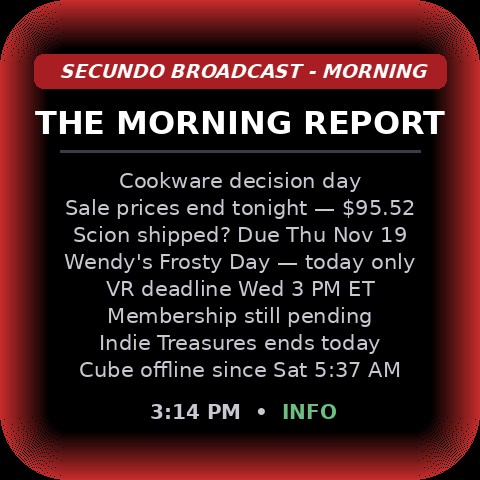 SECUNDO BROADCAST - MORNING
THE MORNING REPORT
Cookware decision day
Sale prices end tonight — $95.52
Scion shipped? Due Thu Nov 19
Wendy's Frosty Day — today only
VR deadline Wed 3 PM ET
Membership still pending
Indie Treasures ends today
Cube offline since Sat 5:37 AM
3:14 PM • INFO